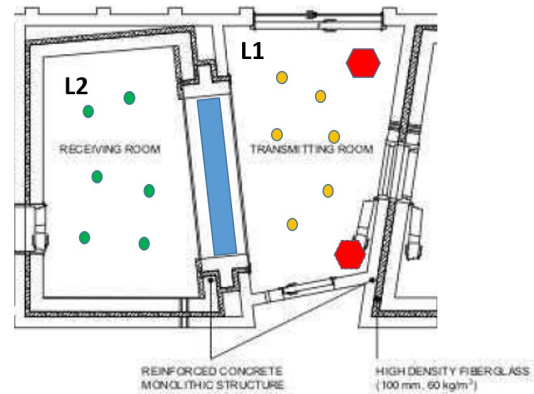 L1
L2
RECEIVING ROOM
TRANSMITTING ROOM
REINFORCED CONCRETE
MONOLITHIC STRUCTURE
HIGH DENSITY FIBERGLASS
(100 mm, 60 kg/m³)